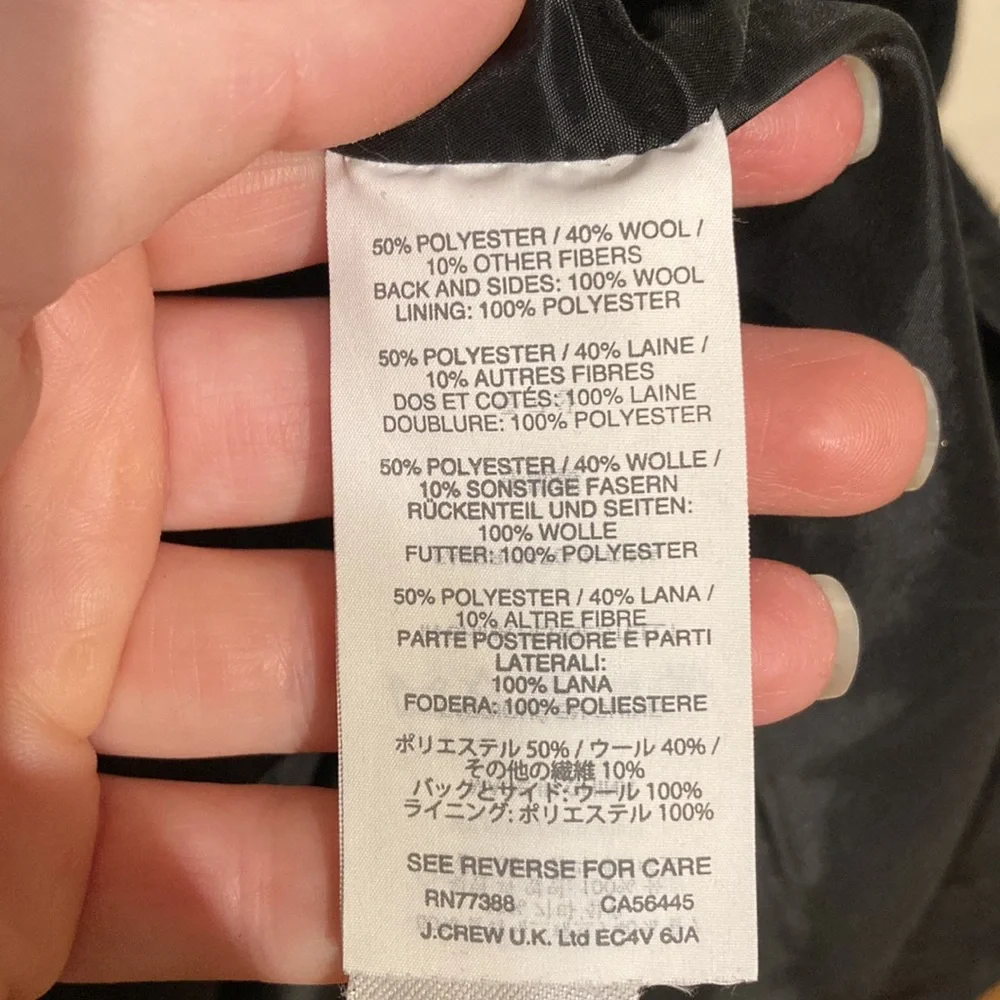 50% POLYESTER / 40% WOOL /
10% OTHER FIBERS
BACK AND SIDES: 100% WOOL
LINING: 100% POLYESTER
50% POLYESTER / 40% LAINE /
10% AUTRES FIBRES
DOS ET COTÉS: 100% LAINE
DOUBLURE: 100% POLYESTER
50% POLYESTER / 40% WOLLE /
10% SONSTIGE FASERN
RÜCKENTEIL UND SEITEN:
100% WOLLE
FUTTER: 100% POLYESTER
50% POLYESTER / 40% LANA /
10% ALTRE FIBRE
PARTE POSTERIORE E PARTI
LATERALI:
100% LANA
FODERA: 100% POLIESTERE
ポリエステル 50% / ウール 40% /
その他の繊維 10%
バックとサイド: ウール 100%
ライニング: ポリエステル 100%
SEE REVERSE FOR CARE
RN77388 CA56445
J.CREW U.K. Ltd EC4V 6JA